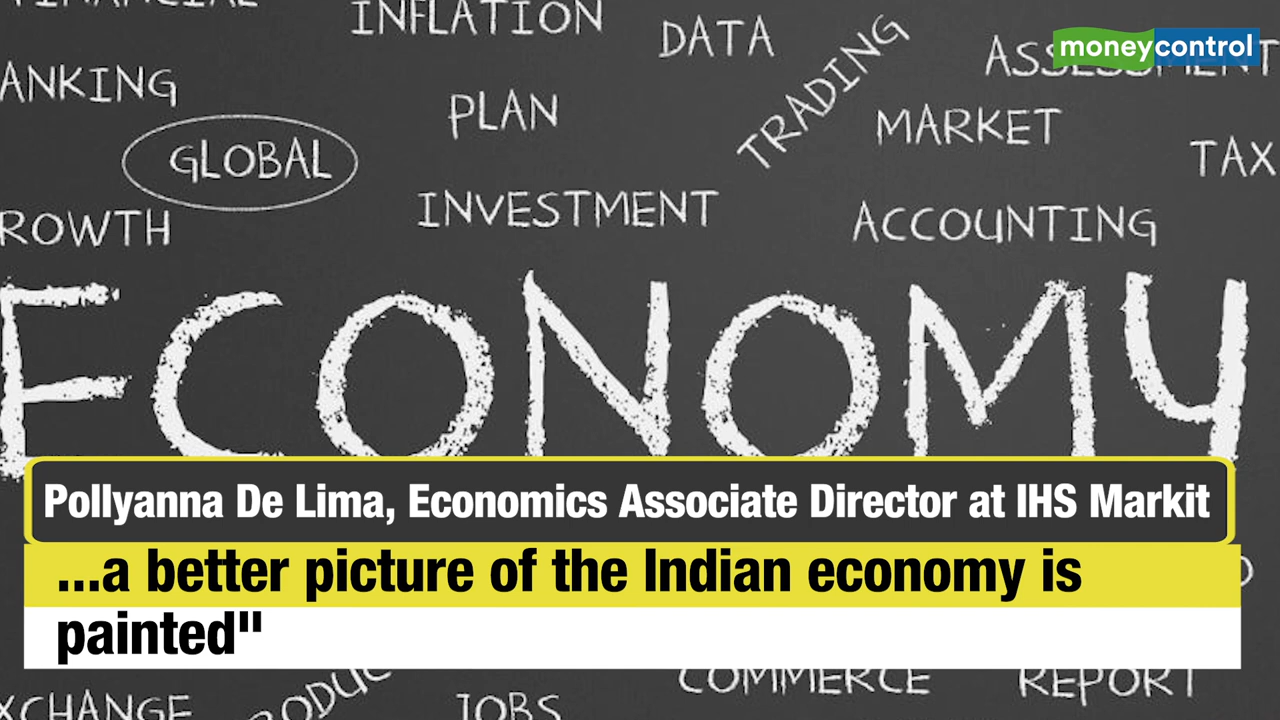 INFLATION
DATA
TRADING
moneycontrol
ANKING
PLAN
MARKET
GLOBAL
TAX
ROWTH
INVESTMENT
ACCOUNTING
ECONOMY
Pollyanna De Lima, Economics Associate Director at IHS Markit
...a better picture of the Indian economy is
painted"
COMMERCE
REPORT
XCHANGE
JOBS